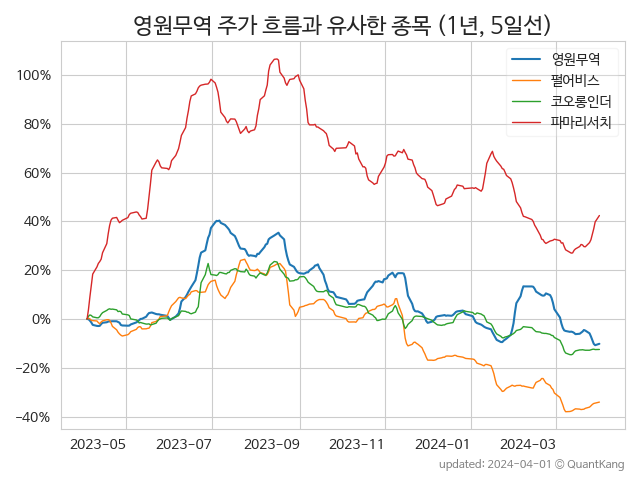 영원무역 주가 흐름과 유사한 종목 (1년, 5일선)
영원무역
펄어비스
코오롱인더
파마리서치
100%
80%
60%
40%
20%
0%
−20%
−40%
2023-05 2023-07 2023-09 2023-11 2024-01 2024-03
updated: 2024-04-01 © QuantKang